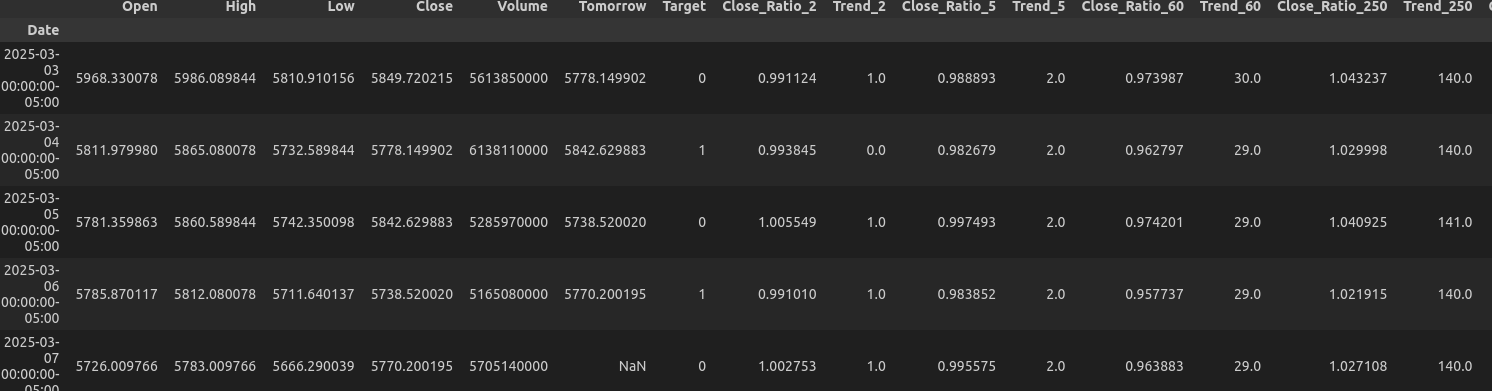 Open High Low Close Volume Tomorrow Target Close_Ratio_2 Trend_2 Close_Ratio_5 Trend_5 Close_Ratio_60 Trend_60 Close_Ratio_250 Trend_250
Date
2025-03-
03
00:00:00-
05:00
5968.330078 5986.089844 5810.910156 5849.720215 5613850000 5778.149902 0 0.991124 1.0 0.988893 2.0 0.973987 30.0 1.043237 140.0
2025-03-
04
00:00:00-
05:00
5811.979980 5865.080078 5732.589844 5778.149902 6138110000 5842.629883 1 0.993845 0.0 0.982679 2.0 0.962797 29.0 1.029998 140.0
2025-03-
05
00:00:00-
05:00
5781.359863 5860.589844 5742.350098 5842.629883 5285970000 5738.520020 0 1.005549 1.0 0.997493 2.0 0.974201 29.0 1.040925 141.0
2025-03-
06
00:00:00-
05:00
5785.870117 5812.080078 5711.640137 5738.520020 5165080000 5770.200195 1 0.991010 1.0 0.983852 2.0 0.957737 29.0 1.021915 140.0
2025-03-
07
00:00:00-
05:00
5726.009766 5783.009766 5666.290039 5770.200195 5705140000 NaN 0 1.002753 1.0 0.995575 2.0 0.963883 29.0 1.027108 140.0